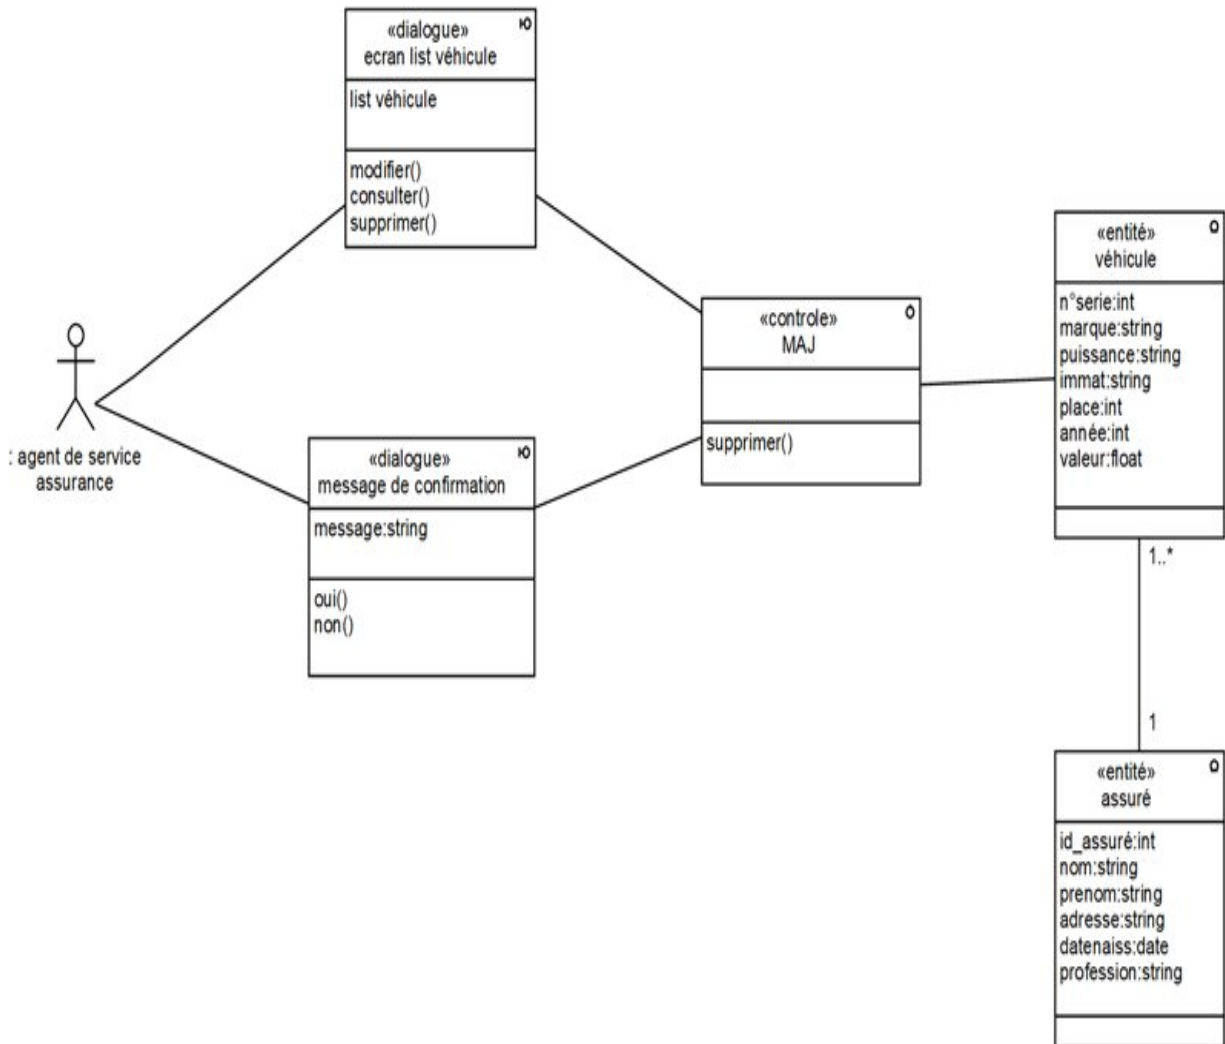 «dialogue»
ecran list véhicule
list véhicule
modifier()
consulter()
supprimer()
: agent de service
assurance
«dialogue»
message de confirmation
message:string
oui()
non()
«controle»
MAJ
supprimer()
«entité»
véhicule
n°serie:int
marque:string
puissance:string
immat:string
place:int
année:int
valeur:float
1..*
1
«entité»
assuré
id_assuré:int
nom:string
prenom:string
adresse:string
datenaiss:date
profession:string